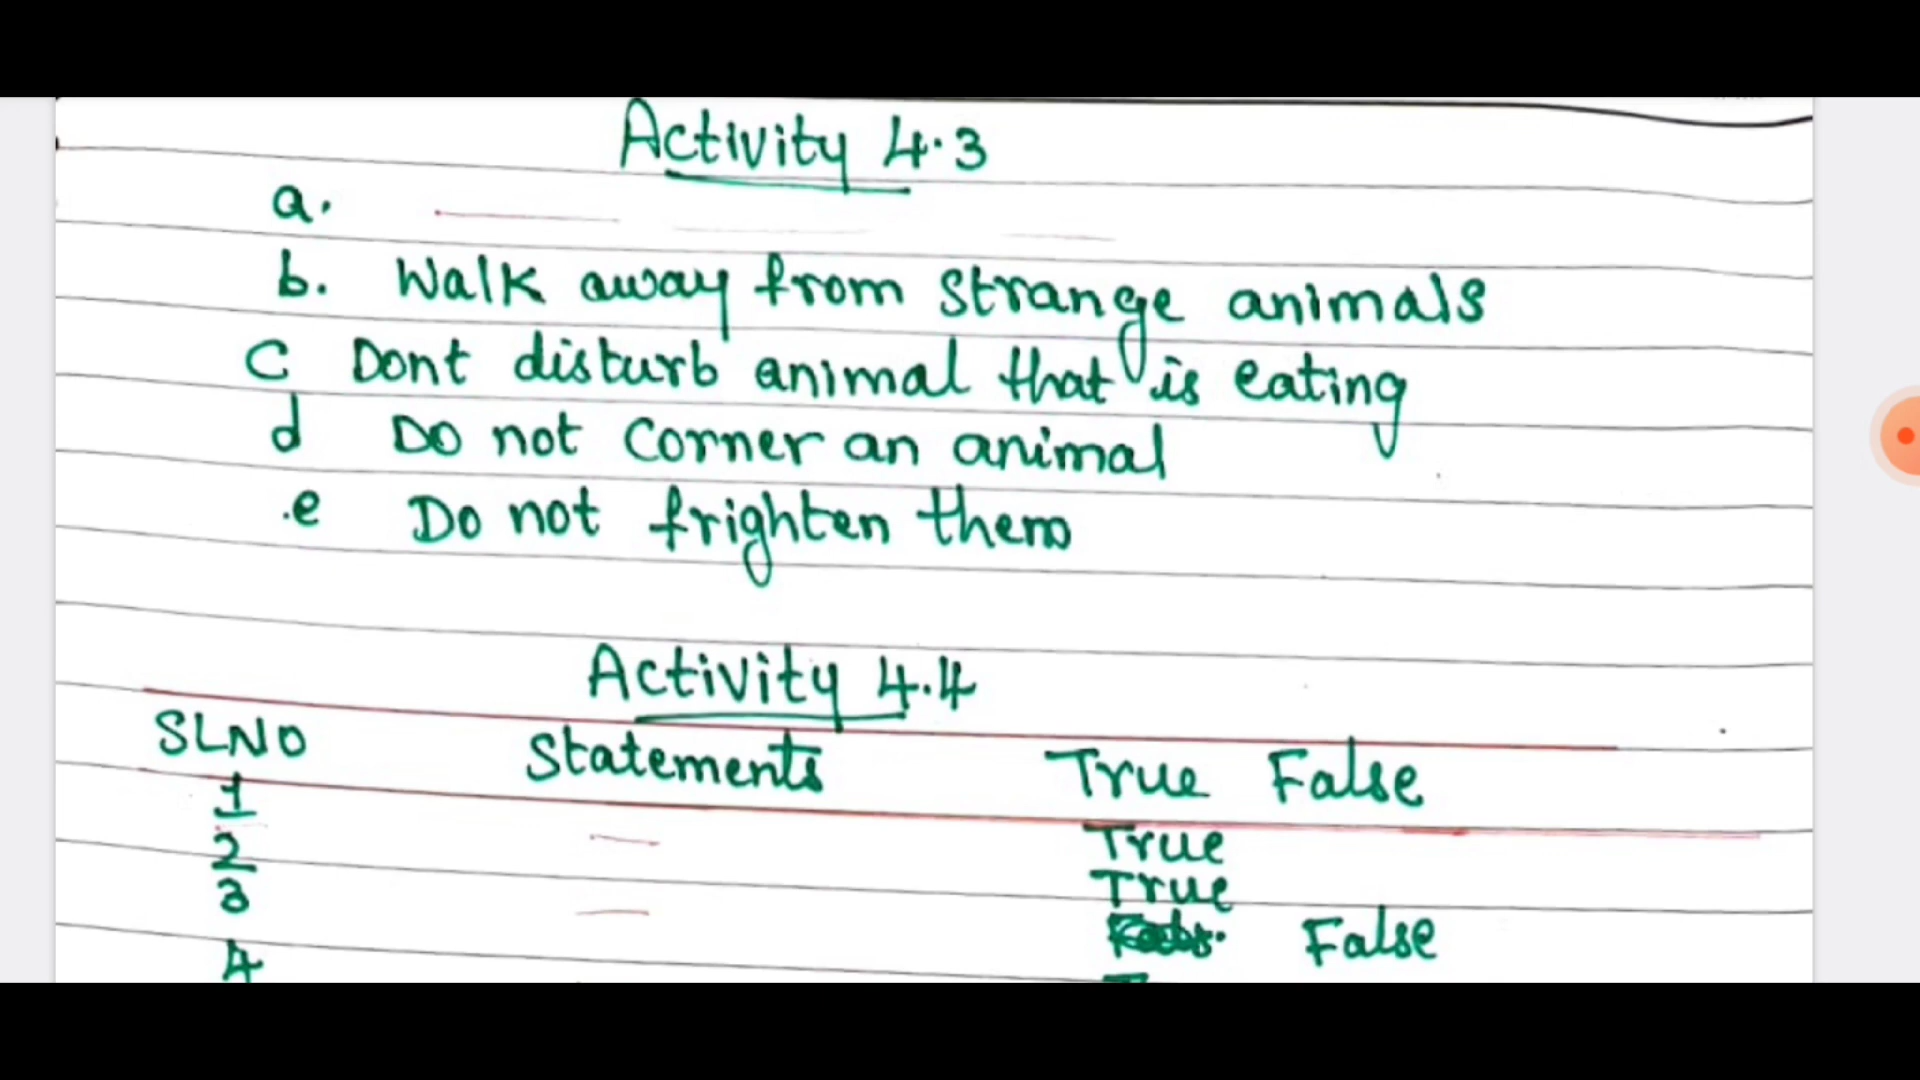 Activity 4.3
a.
b. Walk away from strange animals
C Dont disturb animal that is eating
d Do not corner an animal
.e Do not frighten them
Activity 4.4
SLNO Statements True False
1 True
2 True
3 False
4